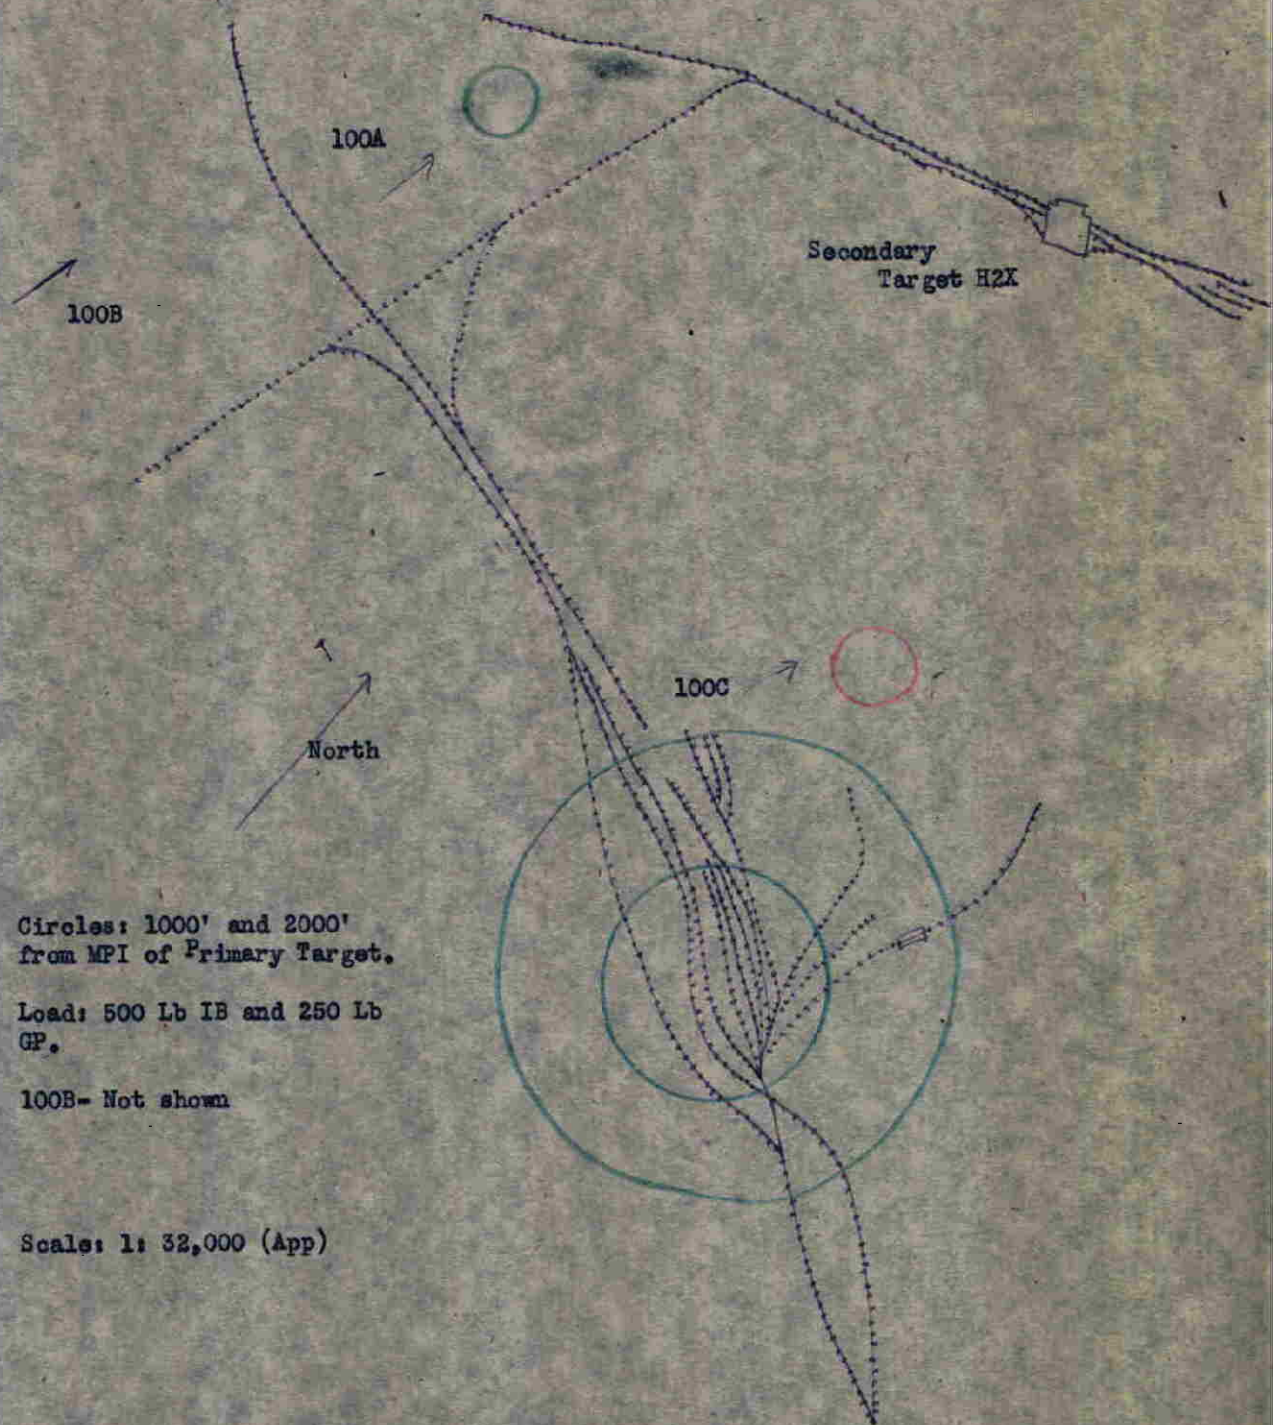 100A
Secondary
Target H2X
100B
100C
North
Circles: 1000' and 2000'
from MPI of Primary Target.
Load: 500 Lb IB and 250 Lb
GP.
100B- Not shown
Scale: 1: 32,000 (App)